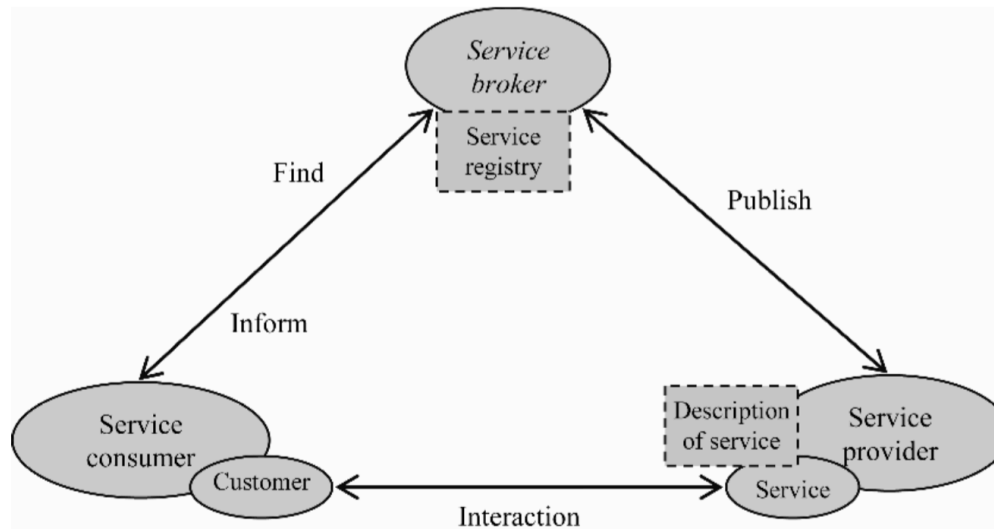 Service
broker
Service
registry
Find
Publish
Inform
Service
consumer
Customer
Description
of service
Service
provider
Service
Interaction